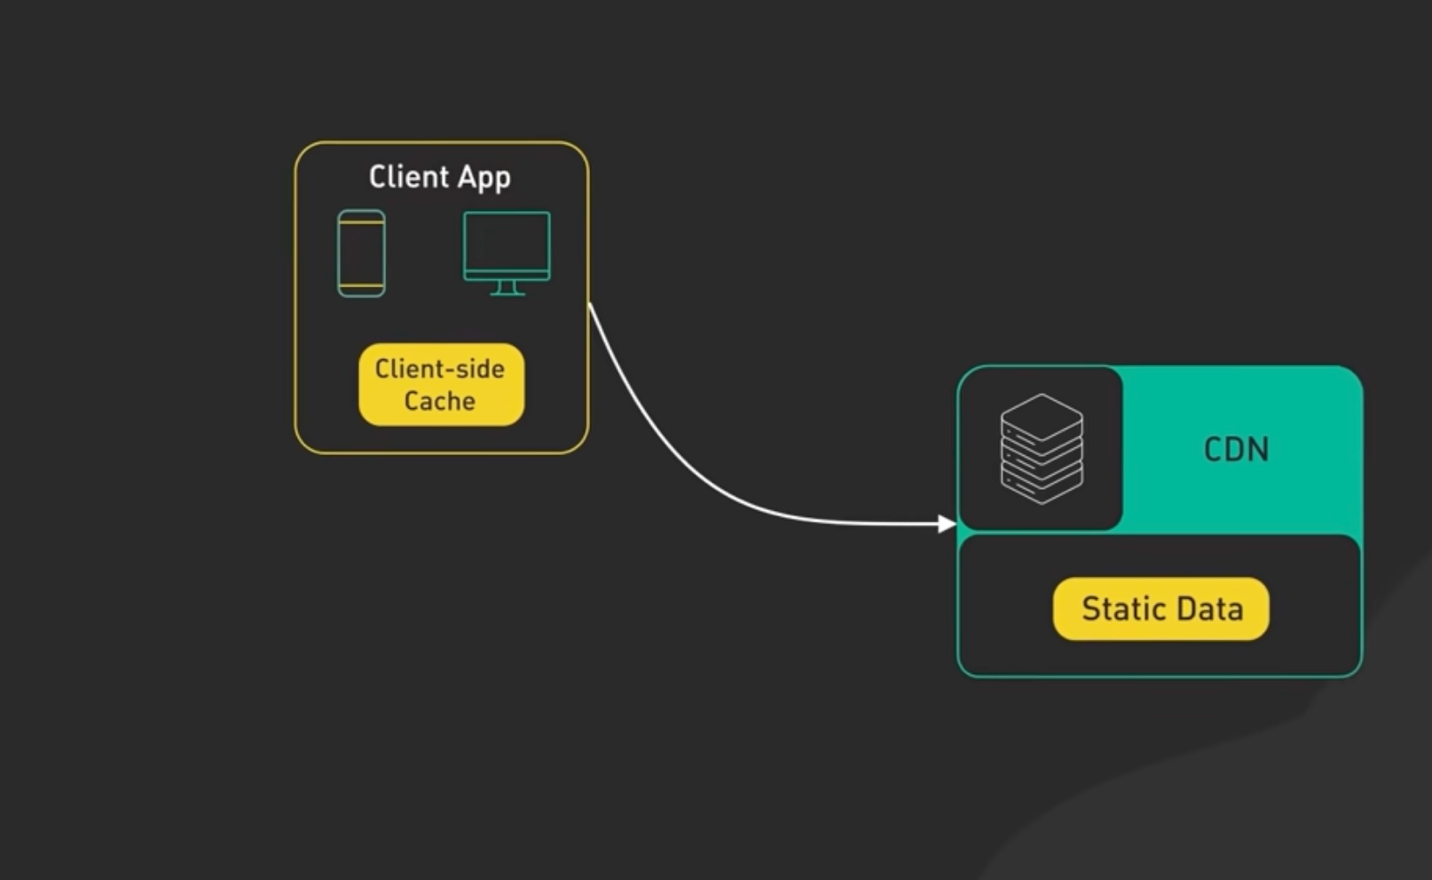 Client App
Client-side
Cache
CDN
Static Data